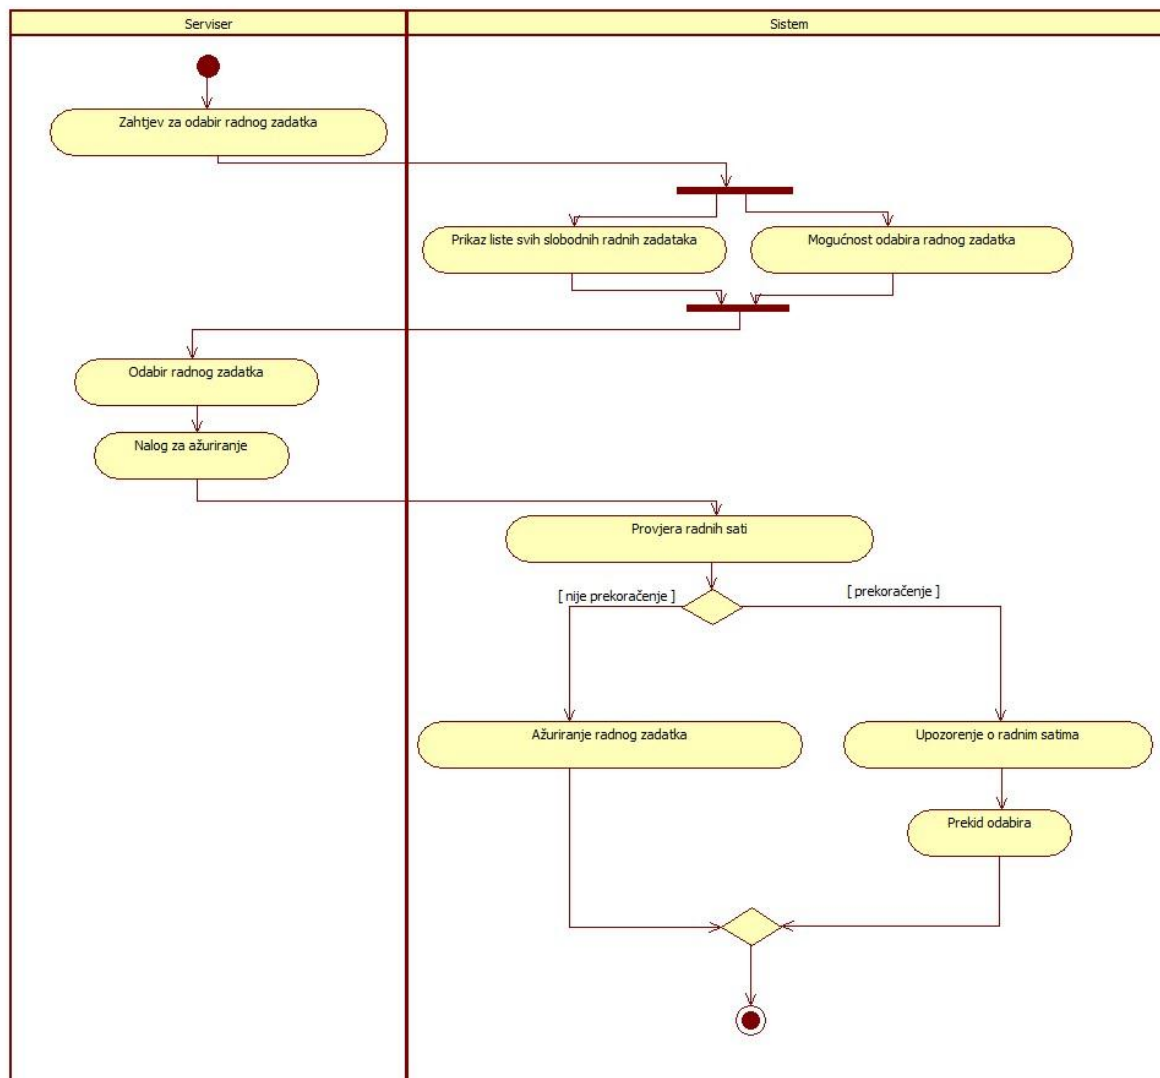 Serviser
Sistem
Zahtjev za odabir radnog zadatka
Prikaz liste svih slobodnih radnih zadataka
Mogućnost odabira radnog zadatka
Odabir radnog zadatka
Nalog za ažuriranje
Provjera radnih sati
[ nije prekoračenje ]
[ prekoračenje ]
Ažuriranje radnog zadatka
Upozorenje o radnim satima
Prekid odabira